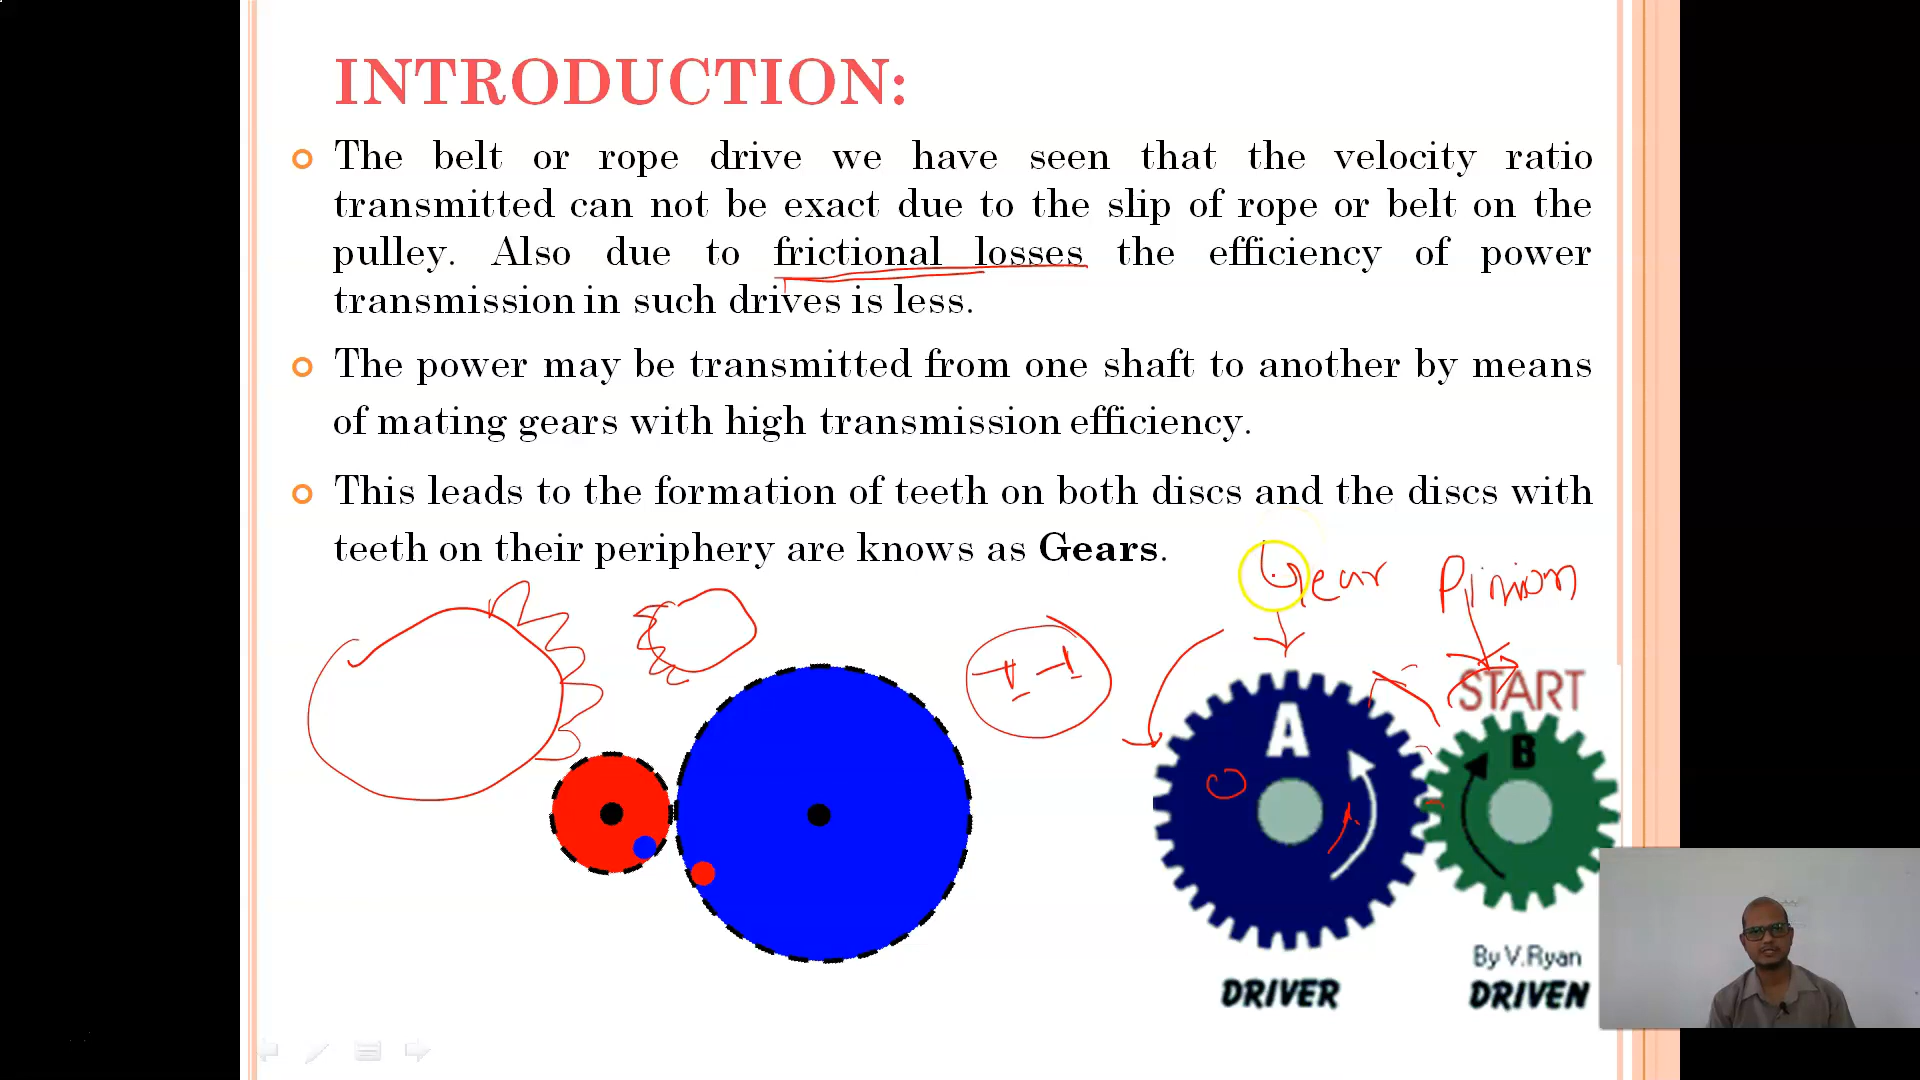 INTRODUCTION:
The belt or rope drive we have seen that the velocity ratio
transmitted can not be exact due to the slip of rope or belt on the
pulley. Also due to frictional losses the efficiency of power
transmission in such drives is less.
The power may be transmitted from one shaft to another by means
of mating gears with high transmission efficiency.
This leads to the formation of teeth on both discs and the discs with
teeth on their periphery are knows as Gears.
Gear Pinion
START
A
B
By V.Ryan
DRIVER DRIVEN